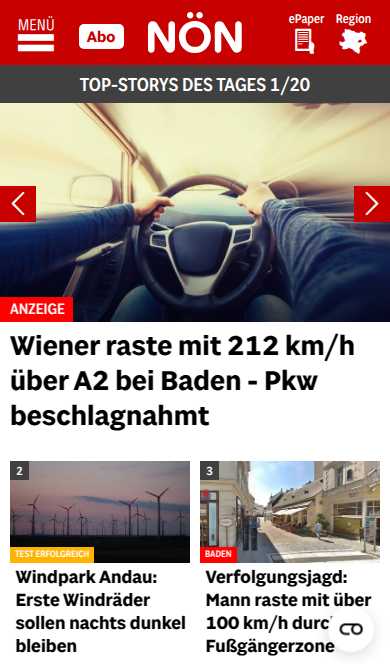 MENÜ
Abo
NÖN
ePaper
Region
TOP-STORYS DES TAGES 1/20
ANZEIGE
Wiener raste mit 212 km/h
über A2 bei Baden - Pkw
beschlagnahmt
2
TEST ERFOLGREICH
Windpark Andau:
Erste Windräder
sollen nachts dunkel
bleiben
3
BADEN
Verfolgungsjagd:
Mann raste mit über
100 km/h durc
Fußgängerzone